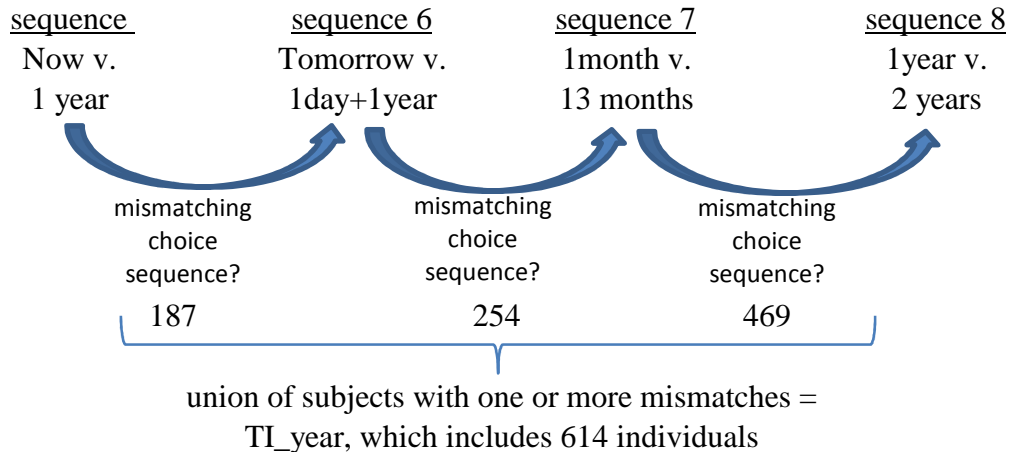 sequence
Now v.
1 year
sequence 6
Tomorrow v.
1day+1year
sequence 7
1month v.
13 months
sequence 8
1year v.
2 years
mismatching
choice
sequence?
187
mismatching
choice
sequence?
254
mismatching
choice
sequence?
469
union of subjects with one or more mismatches =
TI_year, which includes 614 individuals